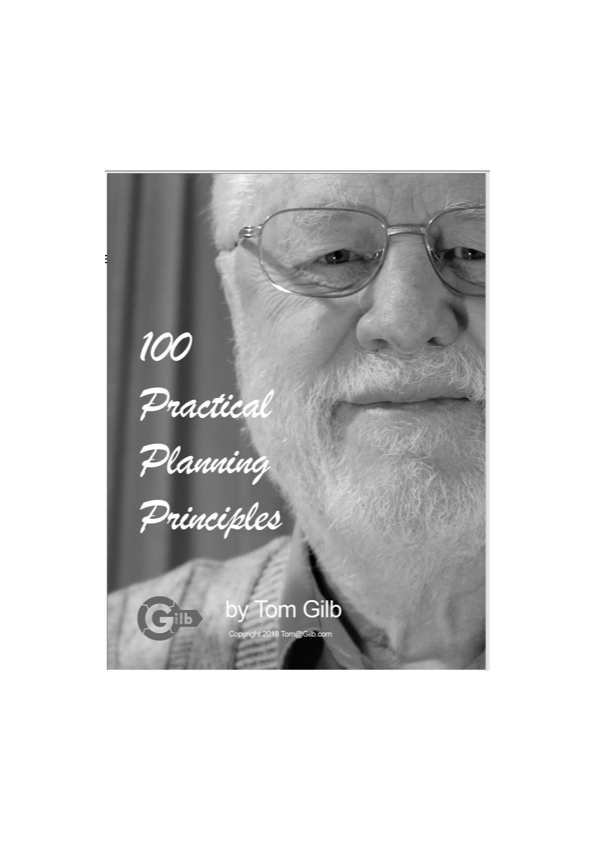 100
Practical
Planning
Principles
Gilb
by Tom Gilb
Copyright 2018 Tom@Gilb.com